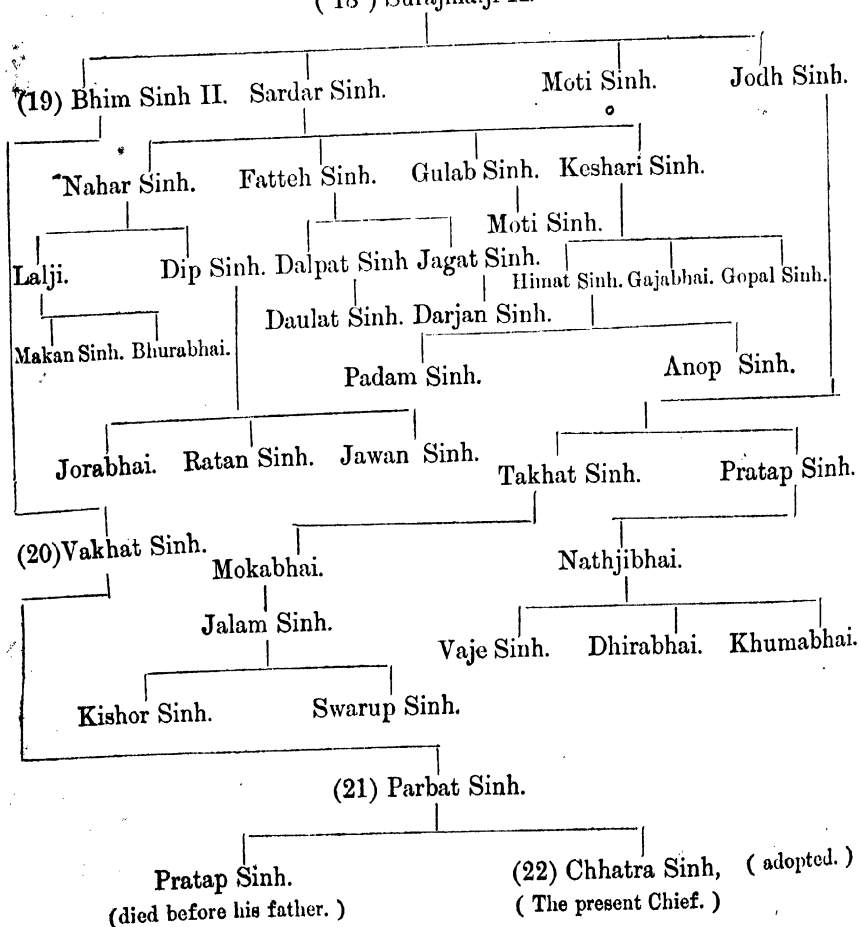 (19) Bhim Sinh II. Sardar Sinh. Moti Sinh. Jodh Sinh.
Nahar Sinh. Fatteh Sinh. Gulab Sinh. Keshari Sinh.
Moti Sinh.
Lalji. Dip Sinh. Dalpat Sinh Jagat Sinh.
Himat Sinh. Gajabhai. Gopal Sinh.
Daulat Sinh. Darjan Sinh.
Makan Sinh. Bhurabhai.
Padam Sinh. Anop Sinh.
Jorabhai. Ratan Sinh. Jawan Sinh.
Takhat Sinh. Pratap Sinh.
(20) Vakhat Sinh.
Mokabhai. Nathjibhai.
Jalam Sinh.
Vaje Sinh. Dhirabhai. Khumabhai.
Kishor Sinh. Swarup Sinh.
(21) Parbat Sinh.
Pratap Sinh. (22) Chhatra Sinh, ( adopted. )
(died before his father. ) ( The present Chief. )